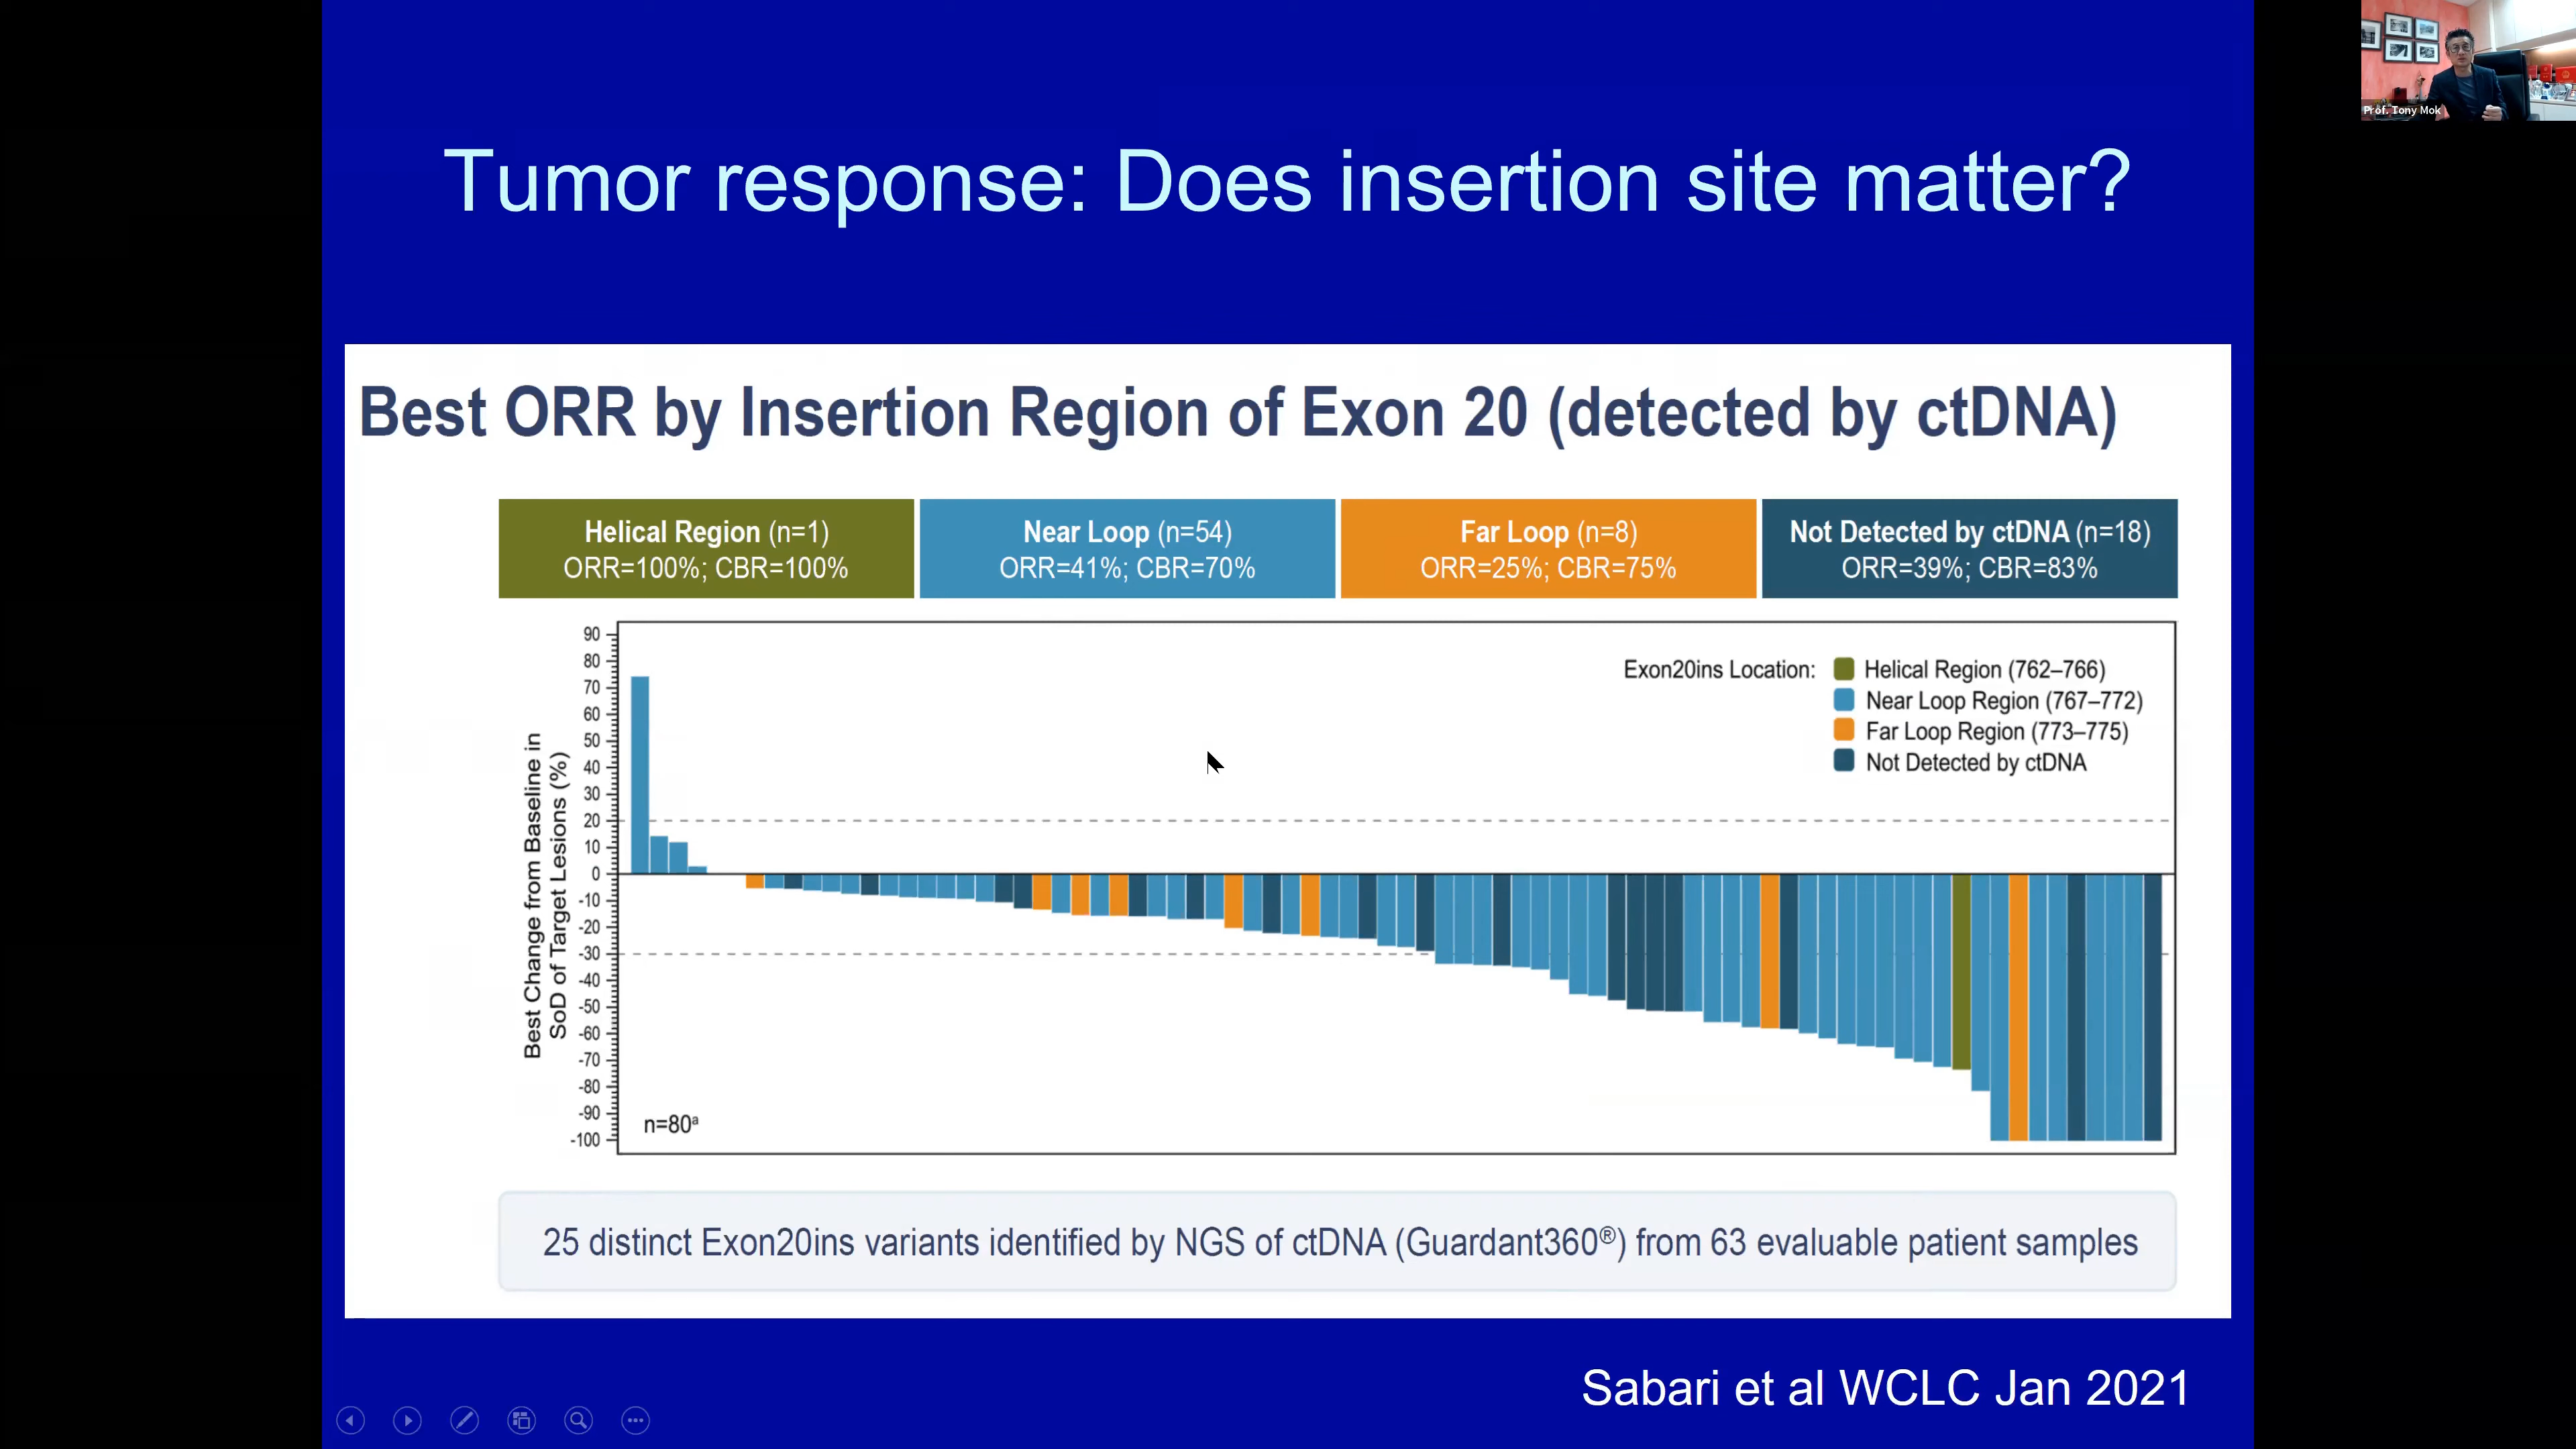 Prof. Tony Mok
Tumor response: Does insertion site matter?
Best ORR by Insertion Region of Exon 20 (detected by ctDNA)
Helical Region (n=1)
ORR=100%; CBR=100%
Near Loop (n=54)
ORR=41%; CBR=70%
Far Loop (n=8)
ORR=25%; CBR=75%
Not Detected by ctDNA (n=18)
ORR=39%; CBR=83%
Best Change from Baseline in
SoD of Target Lesions (%)
90
80
70
60
50
40
30
20
10
0
-10
-20
-30
-40
-50
-60
-70
-80
-90
-100
Exon20ins Location:
Helical Region (762–766)
Near Loop Region (767–772)
Far Loop Region (773–775)
Not Detected by ctDNA
n=80ᵃ
25 distinct Exon20ins variants identified by NGS of ctDNA (Guardant360®) from 63 evaluable patient samples
Sabari et al WCLC Jan 2021